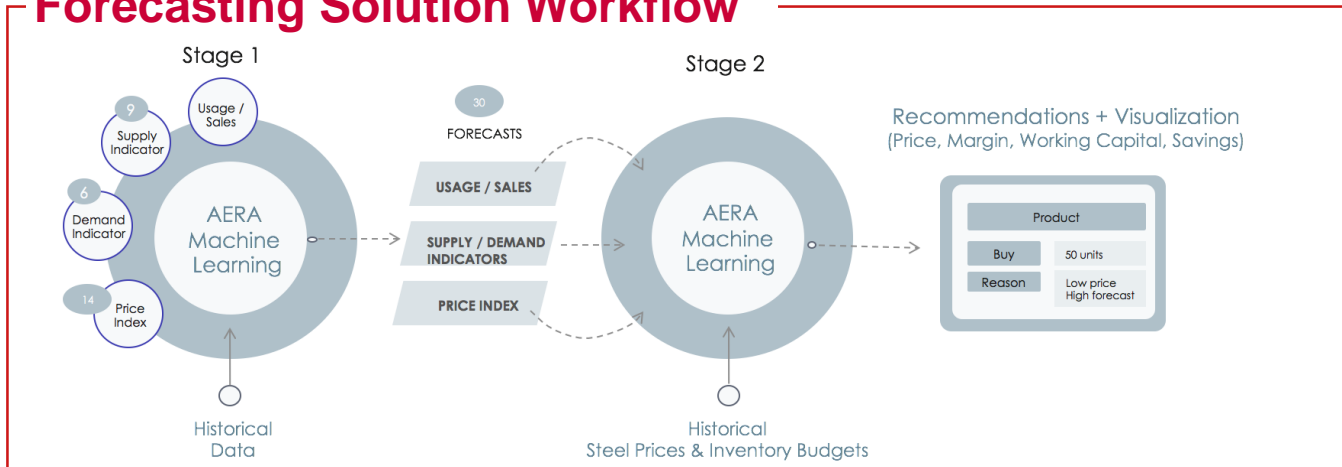 Forecasting Solution Workflow
Stage 1
9
Usage /
Sales
Supply
Indicator
6
Demand
Indicator
14
Price
Index
AERA
Machine
Learning
Historical
Data
30
FORECASTS
USAGE / SALES
SUPPLY / DEMAND
INDICATORS
PRICE INDEX
Stage 2
AERA
Machine
Learning
Historical
Steel Prices & Inventory Budgets
Recommendations + Visualization
(Price, Margin, Working Capital, Savings)
Product
Buy
50 units
Reason
Low price
High forecast